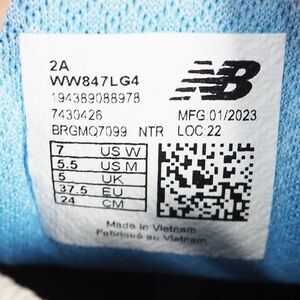 2A
WW847LG4
NB
194389088978
7430426 MFG.01/2023
BRGMQ7099 NTR LOC:22
7 US W
5.5 US M
5 UK
37.5 EU
24 CM
Made in Vietnam
Fabriqué au Vietnam